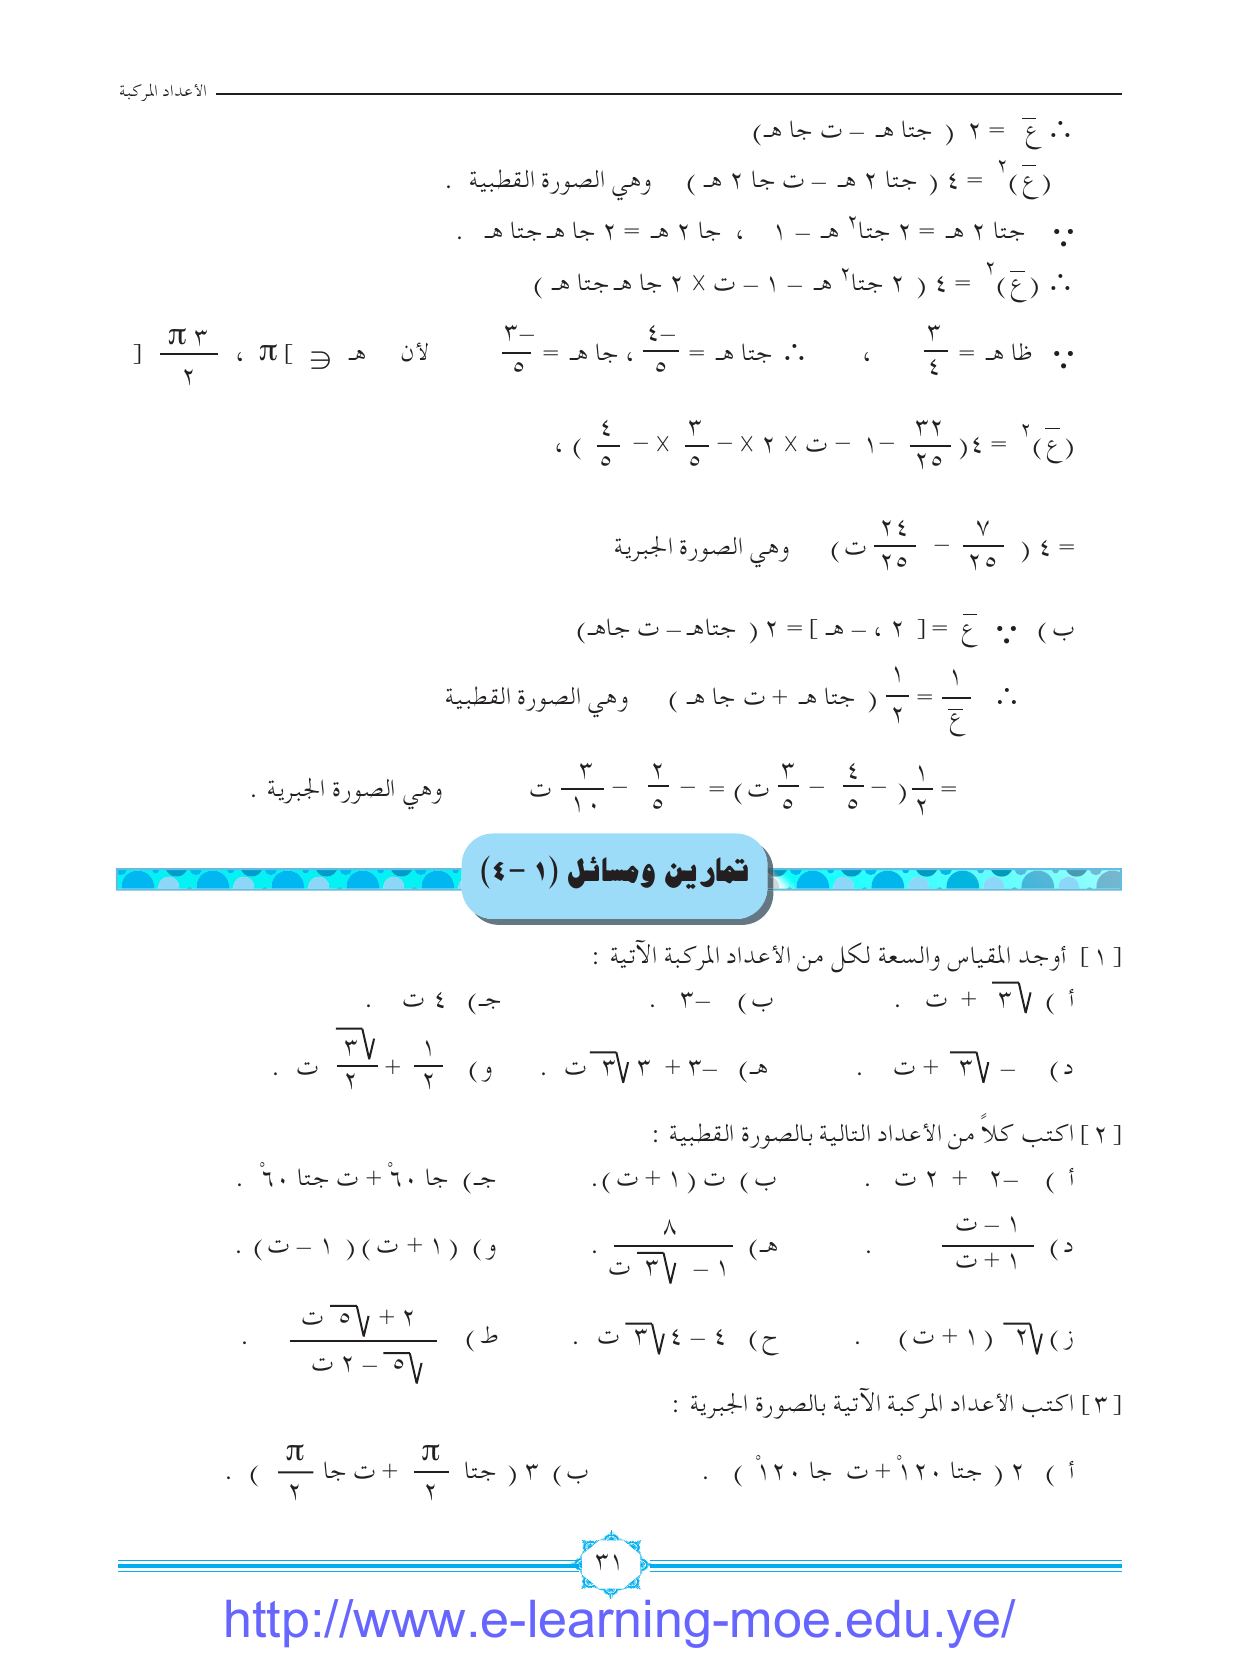 الأعداد المركبة
∴ ع̅ = ٢ ( جتا هـ – ت جا هـ)
(ع̅)٢ = ٤ ( جتا ٢ هـ – ت جا ٢ هـ ) وهي الصورة القطبية .
∵ جتا ٢ هـ = ٢ جتا٢ هـ – ١ ، جا ٢ هـ = ٢ جا هـ جتا هـ .
∴ (ع̅)٢ = ٤ ( ٢ جتا٢ هـ – ١ – ت × ٢ جا هـ جتا هـ )
∵ ظا هـ = ٣/٤ ، ∴ جتا هـ = –٤/٥ ، جا هـ = –٣/٥ لأن هـ ∈ ]π ، ٣π/٢ [
(ع̅)٢ = ٤( ٣٢/٢٥ –١ – ت × ٢ ×– ٣/٥ ×– ٤/٥ ) ،
= ٤ ( ٧/٢٥ – ٢٤/٢٥ ت) وهي الصورة الجبرية
ب) ∵ ع̅ = [ ٢ ، – هـ ] = ٢ ( جتاهـ – ت جاهـ)
∴ ١/ع̅ = ١/٢ ( جتا هـ + ت جا هـ ) وهي الصورة القطبية
= ١/٢ ( – ٤/٥ – ٣/٥ ت) = – ٢/٥ – ٣/١٠ ت وهي الصورة الجبرية .
تمارين ومسائل (١ –٤)
[ ١ ] أوجد المقياس والسعة لكل من الأعداد المركبة الآتية :
أ ) √٣ + ت . ب) –٣ . جـ) ٤ ت .
د) – √٣ + ت . هـ) –٣ + ٣ √٣ ت . و) ١/٢ + √٣/٢ ت .
[ ٢ ] اكتب كلاً من الأعداد التالية بالصورة القطبية :
أ ) –٢ + ٢ ت . ب) ت (١ + ت). جـ) جا ٦٠° + ت جتا ٦٠° .
د) ١ – ت/١ + ت . هـ) ٨/١ – √٣ ت . و) (١ + ت) (١ – ت) .
ز) √٢ (١ + ت) . ح) ٤ – ٤ √٣ ت . ط) ٢ + √٥ ت/√٥ – ٢ ت .
[ ٣ ] اكتب الأعداد المركبة الآتية بالصورة الجبرية :
أ ) ٢ ( جتا ١٢٠° + ت جا ١٢٠° ) . ب) ٣ ( جتا π/٢ + ت جا π/٢ ) .
٣١
http://www.e-learning-moe.edu.ye/